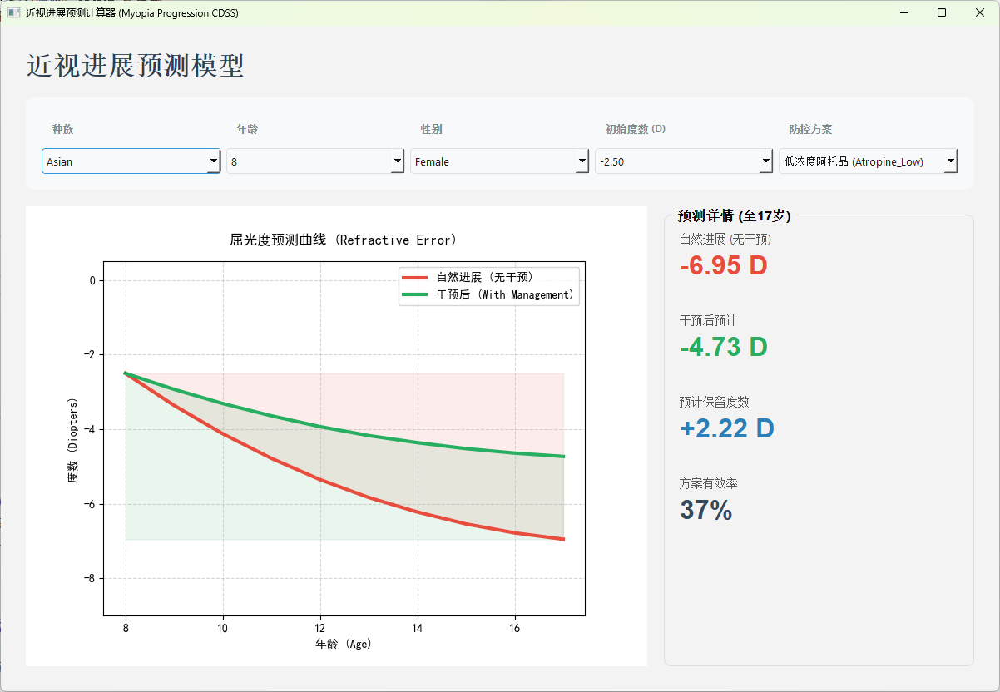 近视进展预测计算器 (Myopia Progression CDSS)
近视进展预测模型
种族 年龄 性别 初始度数 (D) 防控方案
Asian 8 Female -2.50 低浓度阿托品 (Atropine_Low)
屈光度预测曲线 (Refractive Error)
自然进展 (无干预)
干预后 (With Management)
0
−2
−4
−6
−8
度数 (Diopters)
8 10 12 14 16
年龄 (Age)
预测详情 (至17岁)
自然进展 (无干预)
-6.95 D
干预后预计
-4.73 D
预计保留度数
+2.22 D
方案有效率
37%